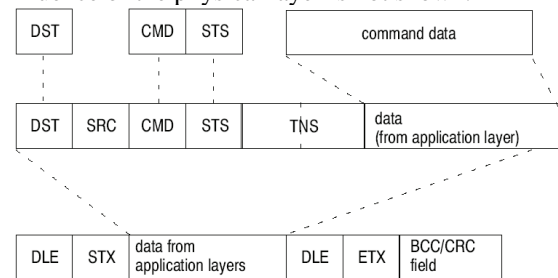 DST CMD STS command data
DST SRC CMD STS TNS data
(from application layer)
DLE STX data from
application layers DLE ETX BCC/CRC
field